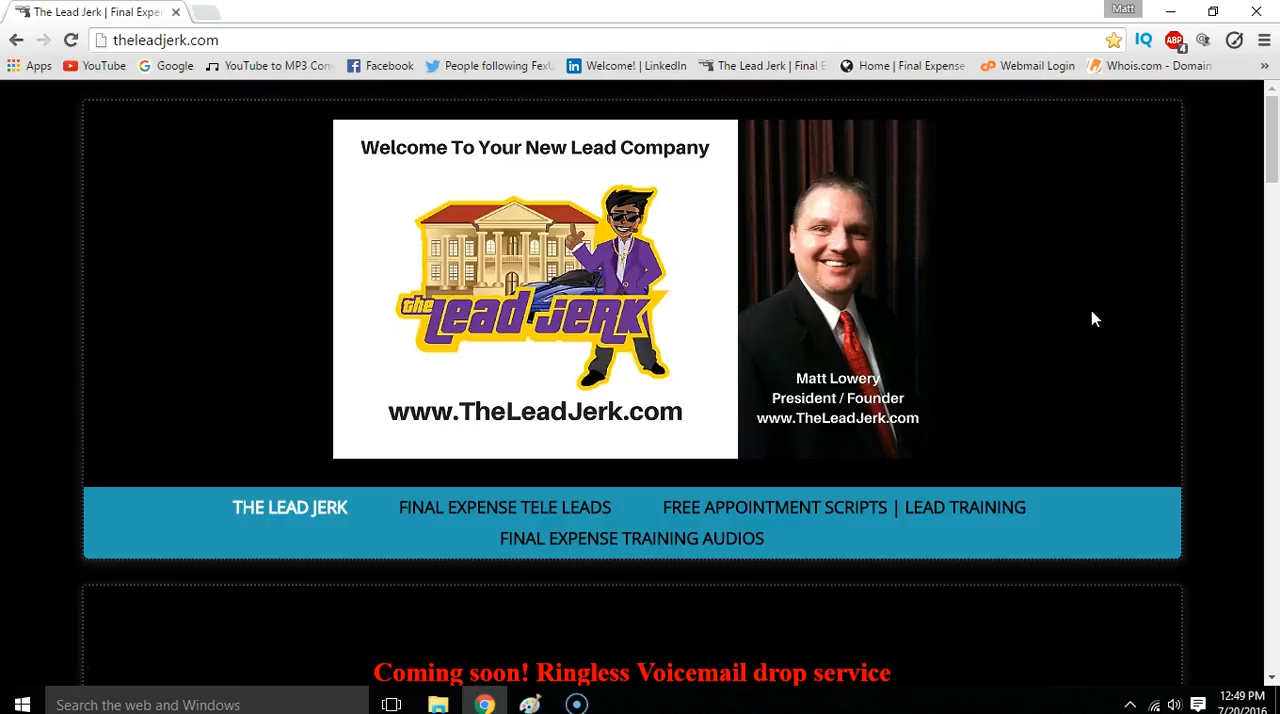 The Lead Jerk | Final Expe
Matt
theleadjerk.com
IQ
ABP
4
Apps
YouTube
Google
YouTube to MP3 Con
Facebook
People following FexU
Welcome! | LinkedIn
The Lead Jerk | Final E
Home | Final Expense
Webmail Login
Whois.com - Domain
»
Welcome To Your New Lead Company
the Lead Jerk
www.TheLeadJerk.com
Matt Lowery
President / Founder
www.TheLeadJerk.com
THE LEAD JERK
FINAL EXPENSE TELE LEADS
FREE APPOINTMENT SCRIPTS | LEAD TRAINING
FINAL EXPENSE TRAINING AUDIOS
Coming soon! Ringless Voicemail drop service
Search the web and Windows
12:49 PM
7/20/2016